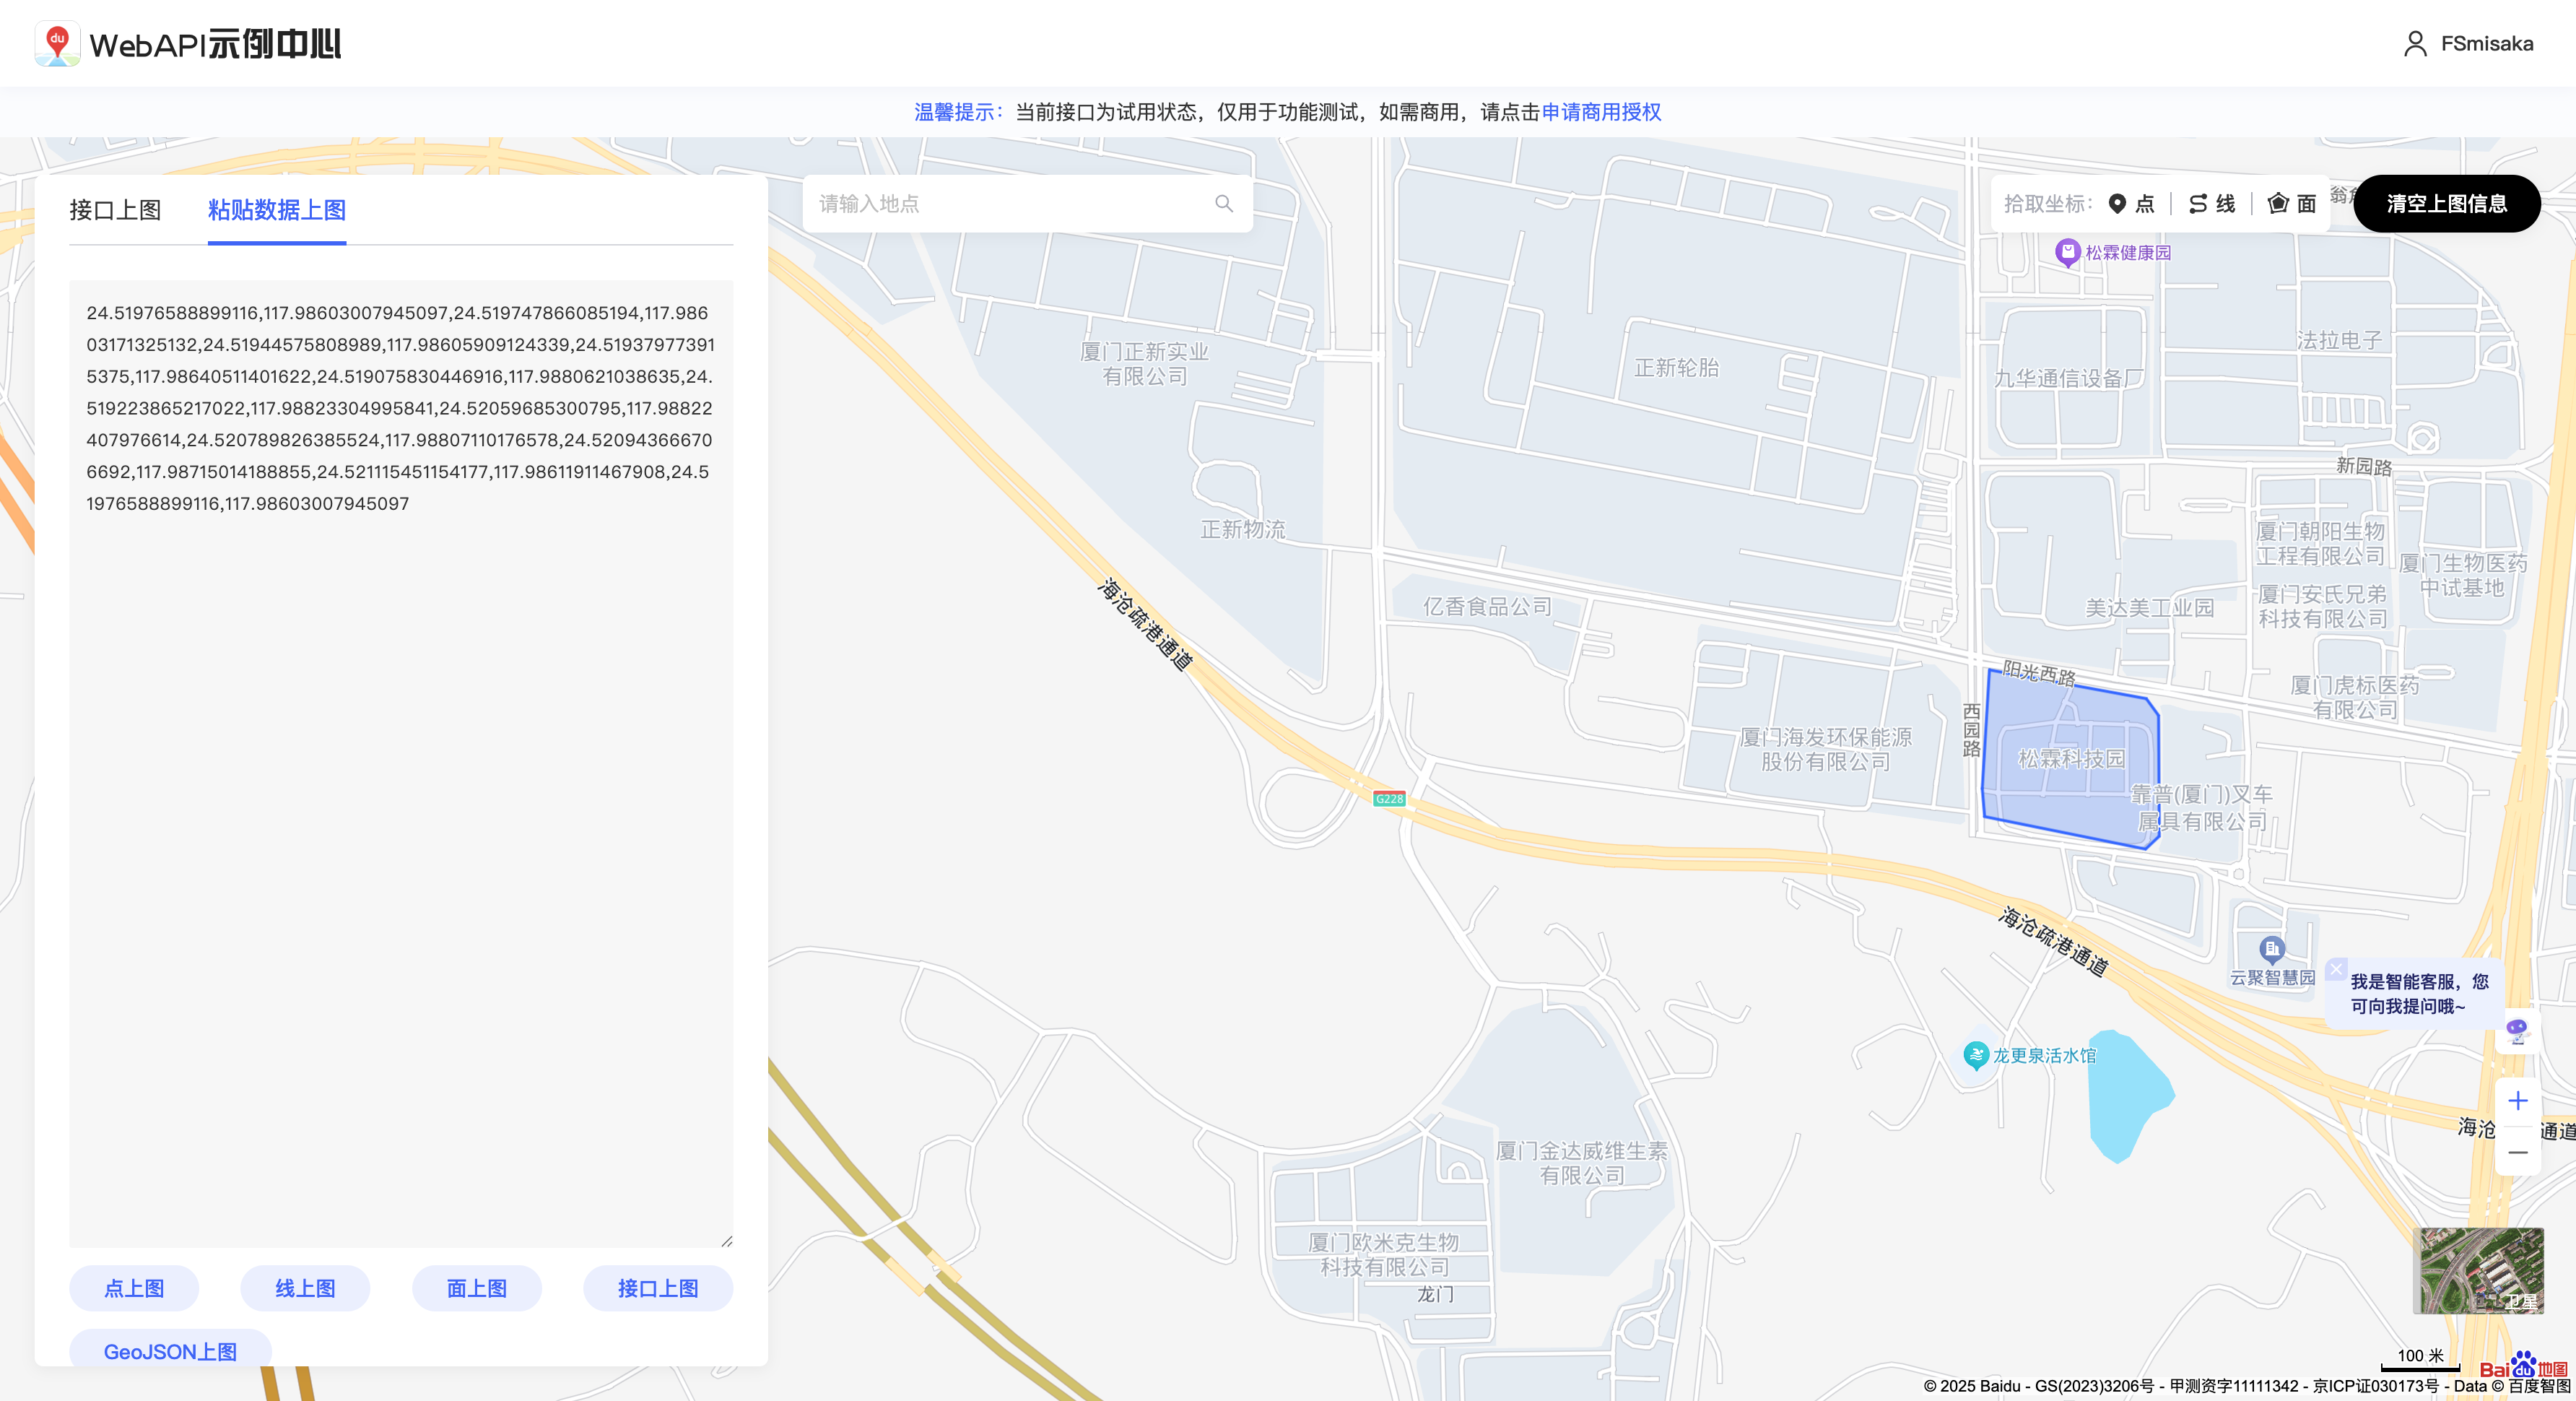 du WebAPI示例中心
FSmisaka
温馨提示：当前接口为试用状态，仅用于功能测试，如需商用，请点击申请商用授权
接口上图
粘贴数据上图
请输入地点
拾取坐标：
点
线
面
清空上图信息
24.51976588899116,117.98603007945097,24.519747866085194,117.986
03171325132,24.51944575808989,117.98605909124339,24.51937977391
5375,117.98640511401622,24.519075830446916,117.9880621038635,24.
519223865217022,117.98823304995841,24.52059685300795,117.98822
407976614,24.520789826385524,117.98807110176578,24.52094366670
6692,117.98715014188855,24.521115451154177,117.98611911467908,24.5
1976588899116,117.98603007945097
松霖健康园
厦门正新实业
有限公司
正新轮胎
九华通信设备厂
法拉电子
新园路
正新物流
厦门朝阳生物
工程有限公司
厦门生物医药
中试基地
海沧疏港通道
亿香食品公司
美达美工业园
厦门安氏兄弟
科技有限公司
阳光西路
厦门虎标医药
有限公司
西园路
厦门海发环保能源
股份有限公司
松霖科技园
G228
靠普(厦门)叉车
属具有限公司
海沧疏港通道
云聚智慧园
我是智能客服，您
可向我提问哦~
龙更泉活水馆
海沧
通道
厦门金达威维生素
有限公司
厦门欧米克生物
科技有限公司
龙门
卫星
点上图
线上图
面上图
接口上图
GeoJSON上图
100 米
Bai du 地图
© 2025 Baidu - GS(2023)3206号 - 甲测资字11111342 - 京ICP证030173号 - Data © 百度智图